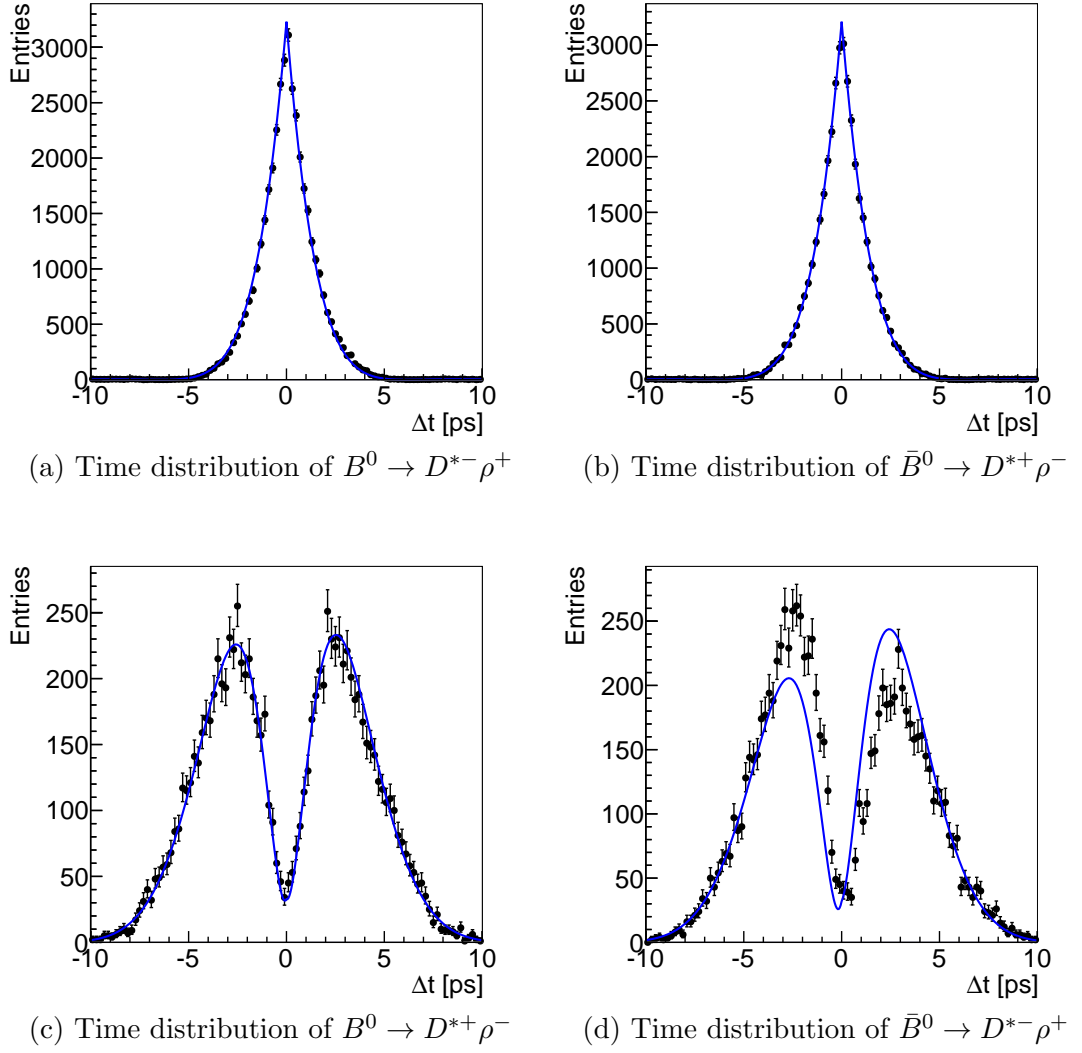 Entries
3000
2500
2000
1500
1000
500
0
-10 -5 0 5 10
Δt [ps]
(a) Time distribution of B⁰ → D*⁻ρ⁺
Entries
3000
2500
2000
1500
1000
500
0
-10 -5 0 5 10
Δt [ps]
(b) Time distribution of B̄⁰ → D*⁺ρ⁻
Entries
250
200
150
100
50
0
-10 -5 0 5 10
Δt [ps]
(c) Time distribution of B⁰ → D*⁺ρ⁻
Entries
250
200
150
100
50
0
-10 -5 0 5 10
Δt [ps]
(d) Time distribution of B̄⁰ → D*⁻ρ⁺